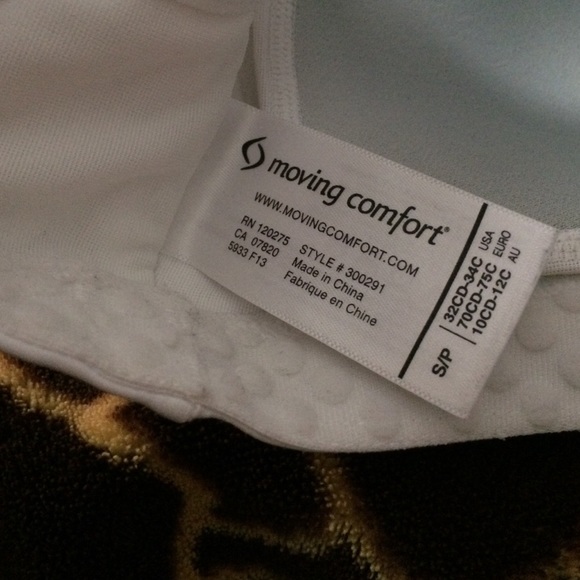 moving comfort®
WWW.MOVINGCOMFORT.COM
RN 120275 STYLE # 300291
CA 07820 Made in China
5933 F13 Fabrique en Chine
S/P
32CD-34C USA
70CD-75C EURO
10CD-12C AU